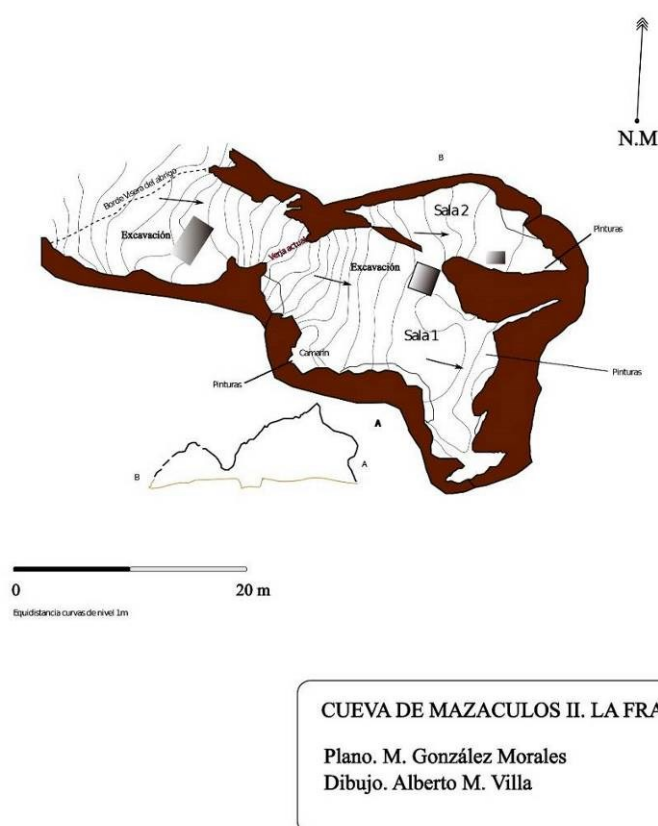 N.M
B
Borde Visera del abrigo
Sala 2
Excavación
Pinturas
Verja actual
Excavación
Sala 1
Camarin
Pinturas
Pinturas
A
B
A
0
20 m
Equidistancia curvas de nivel 1m
CUEVA DE MAZACULOS II. LA FRA
Plano. M. González Morales
Dibujo. Alberto M. Villa